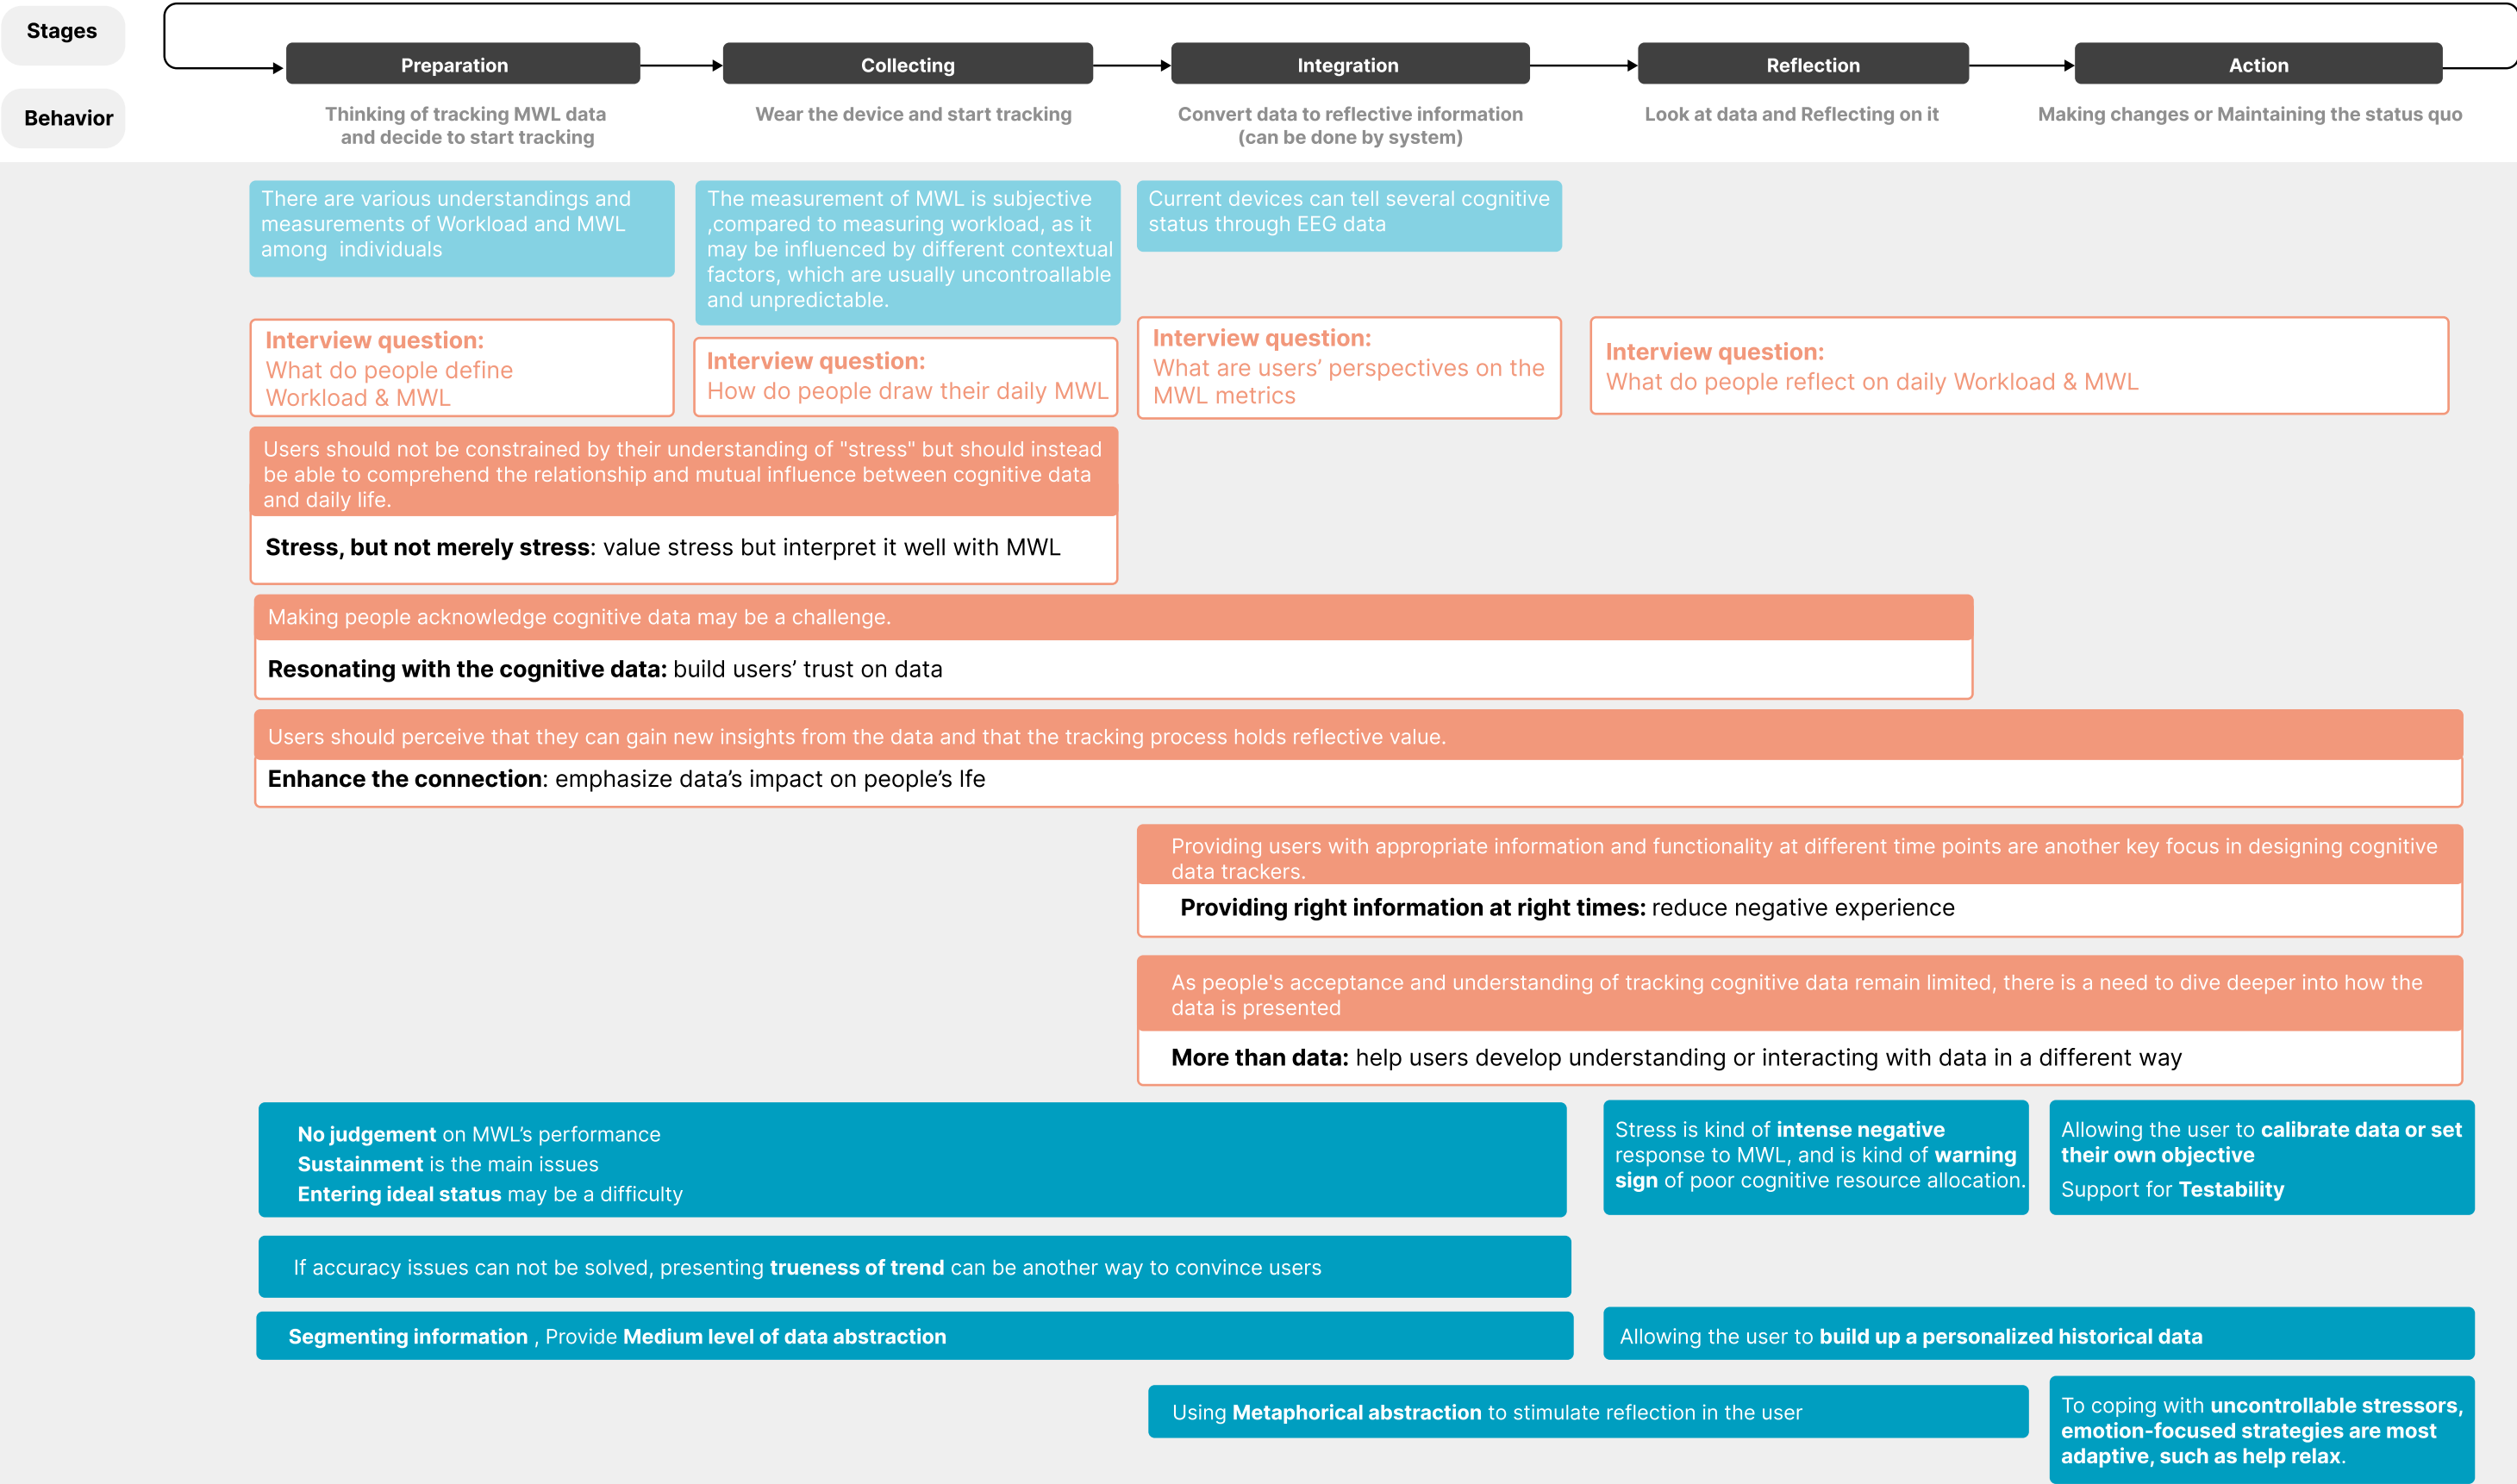 Stages
Preparation
Collecting
Integration
Reflection
Action
Behavior
Thinking of tracking MWL data
and decide to start tracking
Wear the device and start tracking
Convert data to reflective information
(can be done by system)
Look at data and Reflecting on it
Making changes or Maintaining the status quo
There are various understandings and
measurements of Workload and MWL
among individuals
The measurement of MWL is subjective
,compared to measuring workload, as it
may be influenced by different contextual
factors, which are usually uncontroallable
and unpredictable.
Current devices can tell several cognitive
status through EEG data
Interview question:
What do people define
Workload & MWL
Interview question:
How do people draw their daily MWL
Interview question:
What are users’ perspectives on the
MWL metrics
Interview question:
What do people reflect on daily Workload & MWL
Users should not be constrained by their understanding of "stress" but should instead
be able to comprehend the relationship and mutual influence between cognitive data
and daily life.
Stress, but not merely stress: value stress but interpret it well with MWL
Making people acknowledge cognitive data may be a challenge.
Resonating with the cognitive data: build users’ trust on data
Users should perceive that they can gain new insights from the data and that the tracking process holds reflective value.
Enhance the connection: emphasize data’s impact on people’s lfe
Providing users with appropriate information and functionality at different time points are another key focus in designing cognitive
data trackers.
Providing right information at right times: reduce negative experience
As people's acceptance and understanding of tracking cognitive data remain limited, there is a need to dive deeper into how the
data is presented
More than data: help users develop understanding or interacting with data in a different way
No judgement on MWL’s performance
Sustainment is the main issues
Entering ideal status may be a difficulty
Stress is kind of intense negative
response to MWL, and is kind of warning
sign of poor cognitive resource allocation.
Allowing the user to calibrate data or set
their own objective
Support for Testability
If accuracy issues can not be solved, presenting trueness of trend can be another way to convince users
Segmenting information , Provide Medium level of data abstraction
Allowing the user to build up a personalized historical data
Using Metaphorical abstraction to stimulate reflection in the user
To coping with uncontrollable stressors,
emotion-focused strategies are most
adaptive, such as help relax.